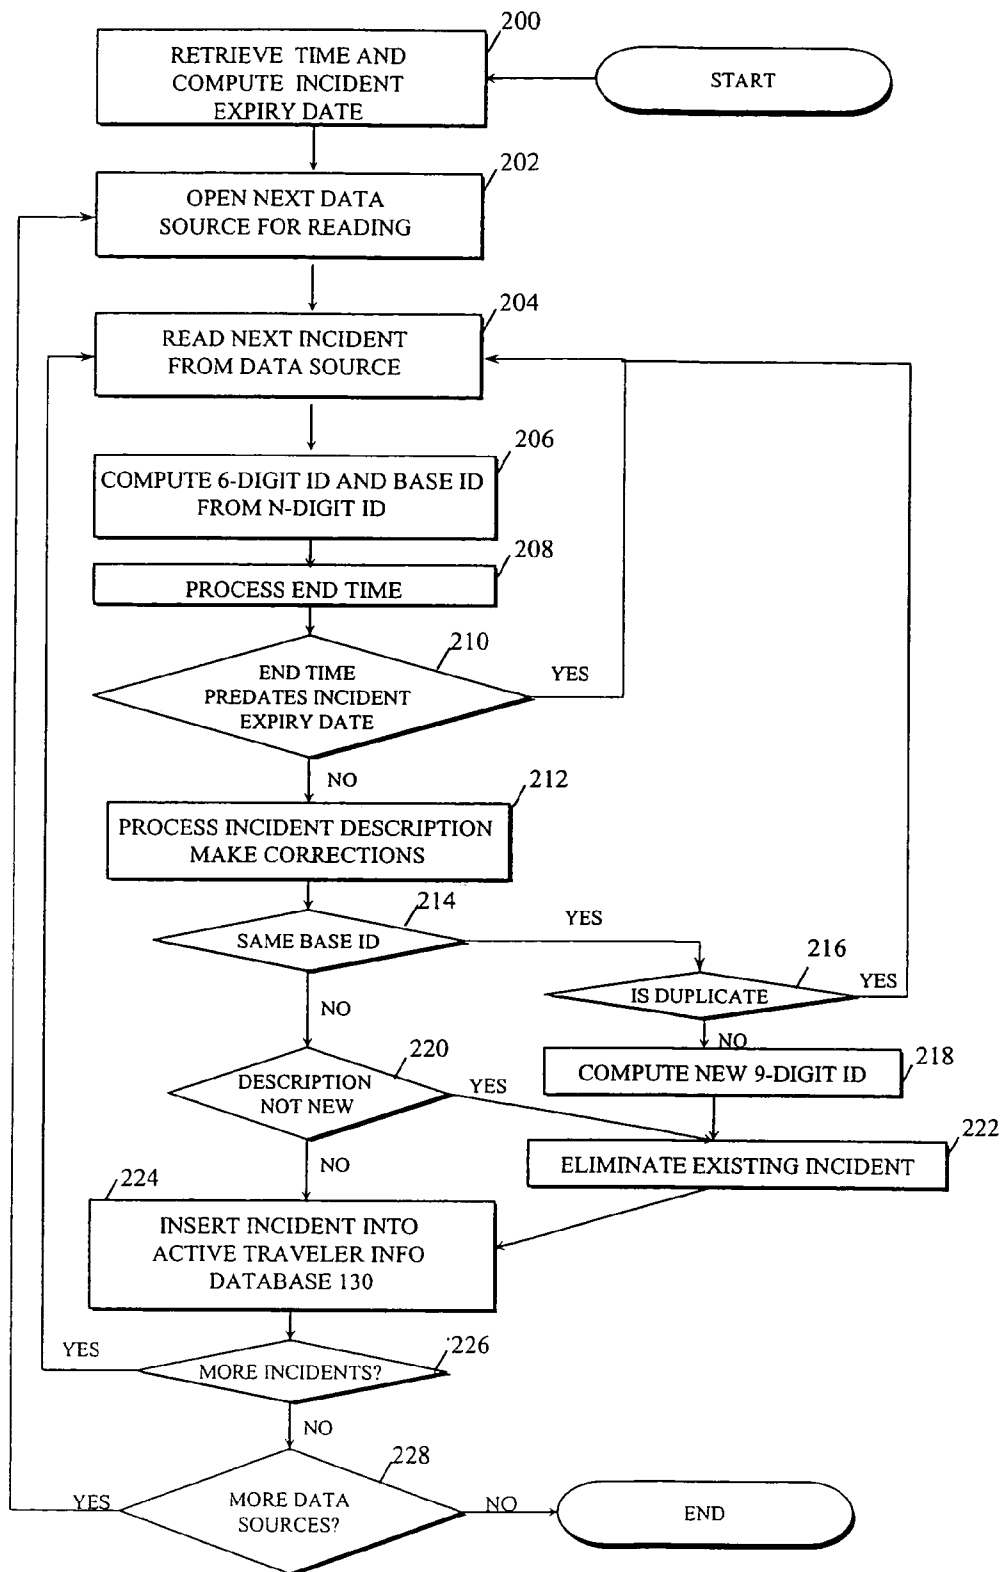 200
RETRIEVE TIME AND
COMPUTE INCIDENT
EXPIRY DATE
START
202
OPEN NEXT DATA
SOURCE FOR READING
204
READ NEXT INCIDENT
FROM DATA SOURCE
206
COMPUTE 6-DIGIT ID AND BASE ID
FROM N-DIGIT ID
208
PROCESS END TIME
210
END TIME
PREDATES INCIDENT
EXPIRY DATE
YES
NO
212
PROCESS INCIDENT DESCRIPTION
MAKE CORRECTIONS
214
SAME BASE ID
YES
216
IS DUPLICATE
YES
NO
NO
218
COMPUTE NEW 9-DIGIT ID
220
DESCRIPTION
NOT NEW
YES
NO
222
ELIMINATE EXISTING INCIDENT
224
INSERT INCIDENT INTO
ACTIVE TRAVELER INFO
DATABASE 130
226
MORE INCIDENTS?
YES
NO
228
MORE DATA
SOURCES?
YES
NO
END